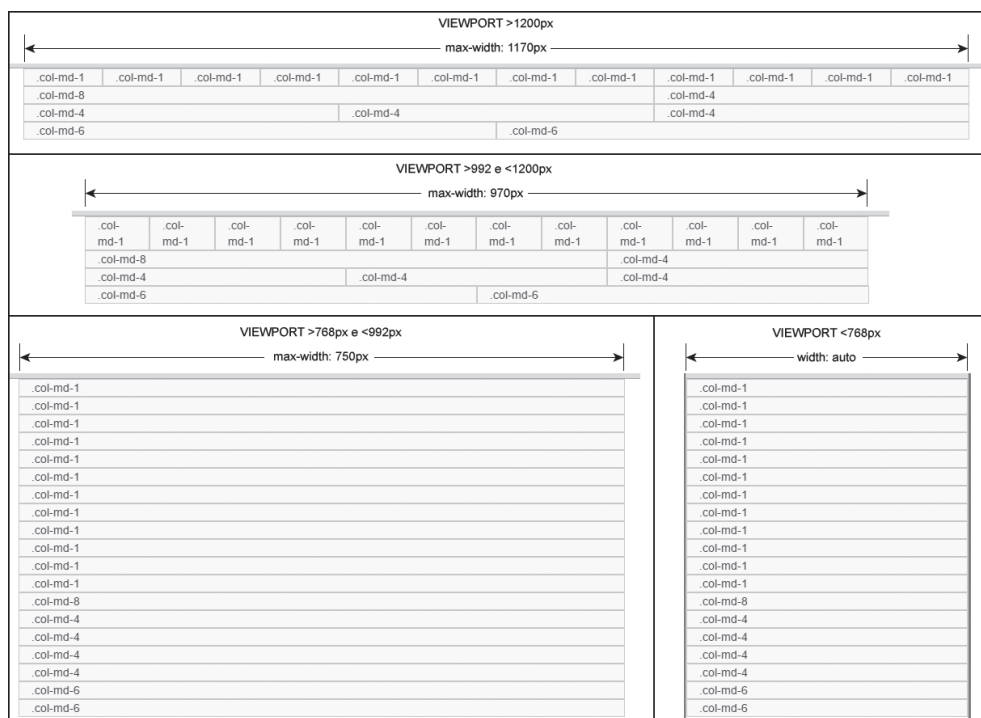 VIEWPORT >1200px
max-width: 1170px
.col-md-1 .col-md-1 .col-md-1 .col-md-1 .col-md-1 .col-md-1 .col-md-1 .col-md-1 .col-md-1 .col-md-1 .col-md-1 .col-md-1
.col-md-8 .col-md-4
.col-md-4 .col-md-4 .col-md-4
.col-md-6 .col-md-6
VIEWPORT >992 e <1200px
max-width: 970px
.col- .col- .col- .col- .col- .col- .col- .col- .col- .col- .col- .col-
md-1 md-1 md-1 md-1 md-1 md-1 md-1 md-1 md-1 md-1 md-1 md-1
.col-md-8 .col-md-4
.col-md-4 .col-md-4 .col-md-4
.col-md-6 .col-md-6
VIEWPORT >768px e <992px
max-width: 750px
.col-md-1
.col-md-1
.col-md-1
.col-md-1
.col-md-1
.col-md-1
.col-md-1
.col-md-1
.col-md-1
.col-md-1
.col-md-1
.col-md-1
.col-md-8
.col-md-4
.col-md-4
.col-md-4
.col-md-4
.col-md-6
.col-md-6
VIEWPORT <768px
width: auto
.col-md-1
.col-md-1
.col-md-1
.col-md-1
.col-md-1
.col-md-1
.col-md-1
.col-md-1
.col-md-1
.col-md-1
.col-md-1
.col-md-1
.col-md-8
.col-md-4
.col-md-4
.col-md-4
.col-md-4
.col-md-6
.col-md-6